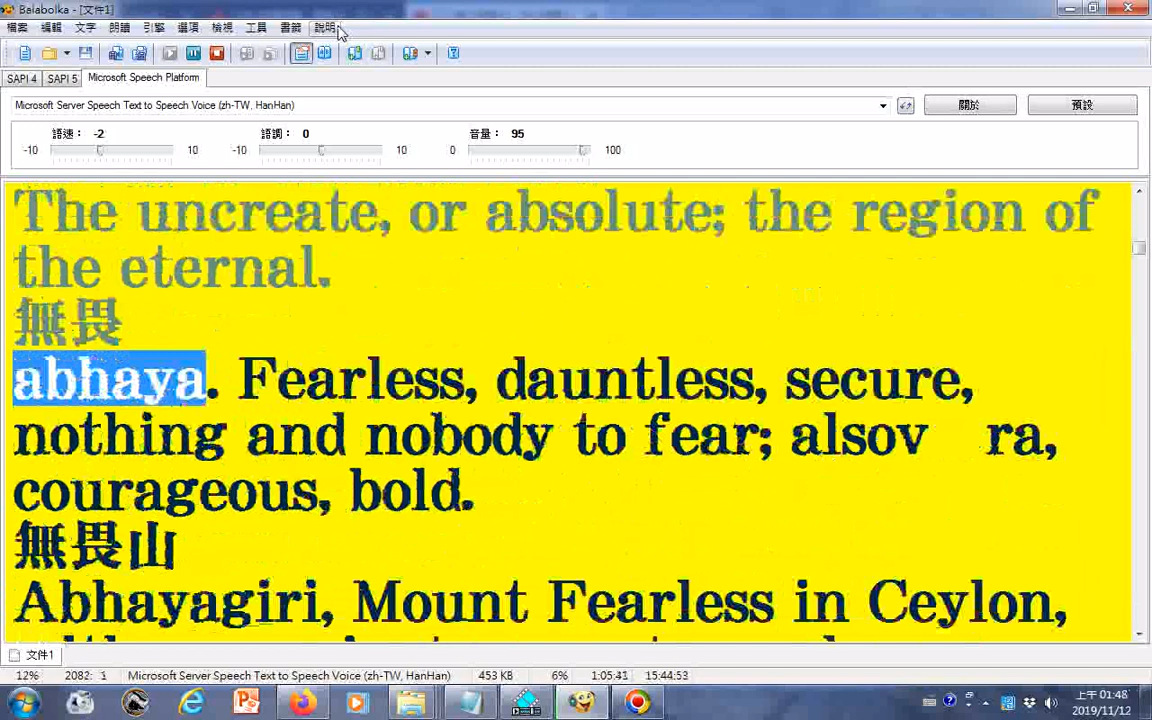 Balabolka - [文件1]
檔案 編輯 文字 朗讀 引擎 選項 檢視 工具 書籤 說明
SAPI 4 SAPI 5 Microsoft Speech Platform
Microsoft Server Speech Text to Speech Voice (zh-TW, HanHan) 關於 預設
語速： -2 語調： 0 音量： 95
-10 10 -10 10 0 100
The uncreate, or absolute; the region of
the eternal.
無畏
abhaya. Fearless, dauntless, secure,
nothing and nobody to fear; alsov ra,
courageous, bold.
無畏山
Abhayagiri, Mount Fearless in Ceylon,
文件1
12% 2082: 1 Microsoft Server Speech Text to Speech Voice (zh-TW, HanHan) 453 KB 6% 1:05:41 15:44:53
上午 01:48
2019/11/12